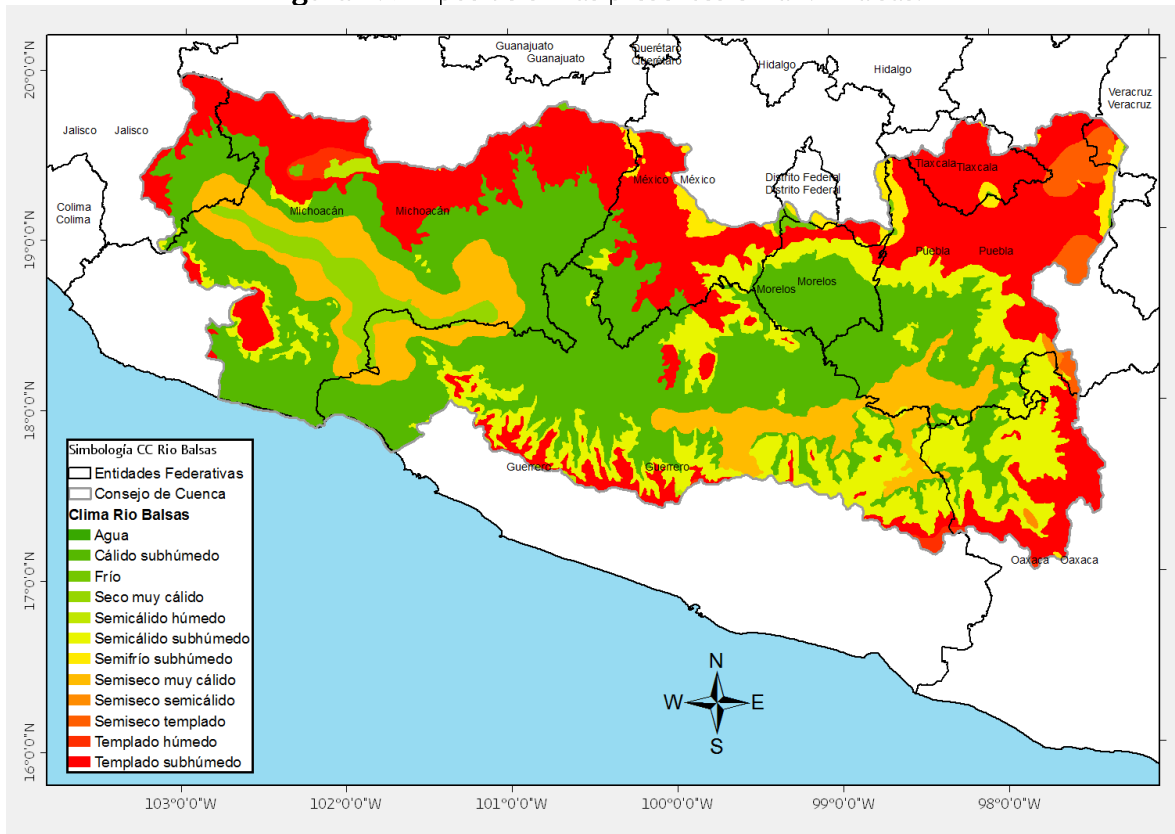 Guanajuato
Guanajuato
Querétaro
Querétaro
Hidalgo
Hidalgo
Veracruz
Veracruz
Jalisco Jalisco
Tlaxcala
Tlaxcala
México México
Distrito Federal
Distrito Federal
Colima
Colima
Michoacán Michoacán
Puebla Puebla
Morelos
Morelos
Guerrero Guerrero
Oaxaca Oaxaca
20°0'0"N
19°0'0"N
18°0'0"N
17°0'0"N
16°0'0"N
Simbología CC Rio Balsas
Entidades Federativas
Consejo de Cuenca
Clima Rio Balsas
Agua
Cálido subhúmedo
Frío
Seco muy cálido
Semicálido húmedo
Semicálido subhúmedo
Semifrío subhúmedo
Semiseco muy cálido
Semiseco semicálido
Semiseco templado
Templado húmedo
Templado subhúmedo
N
W E
S
103°0'0"W 102°0'0"W 101°0'0"W 100°0'0"W 99°0'0"W 98°0'0"W